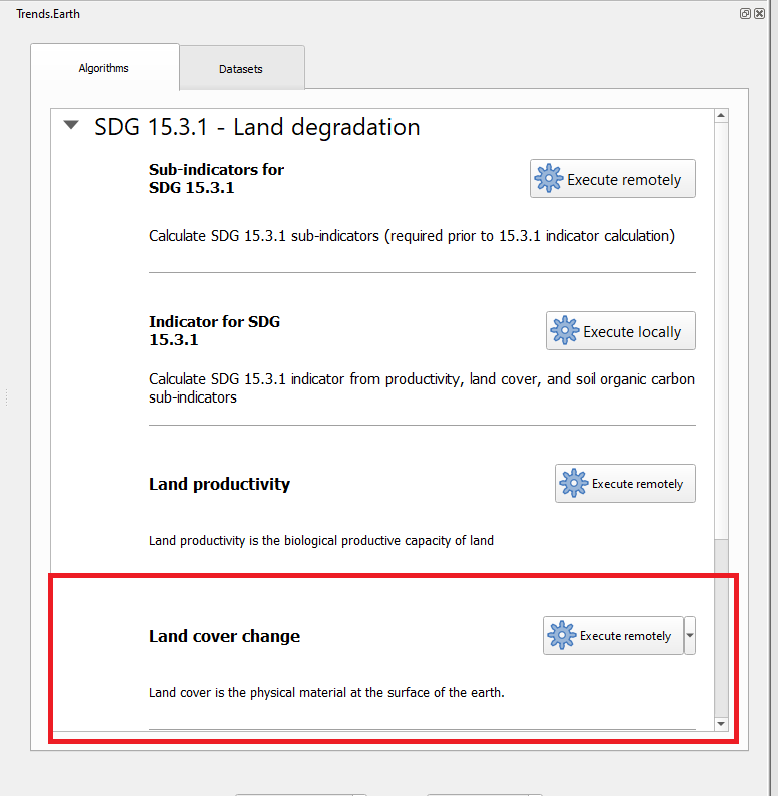 Trends.Earth
Algorithms
Datasets
SDG 15.3.1 - Land degradation
Sub-indicators for
SDG 15.3.1
Execute remotely
Calculate SDG 15.3.1 sub-indicators (required prior to 15.3.1 indicator calculation)
Indicator for SDG
15.3.1
Execute locally
Calculate SDG 15.3.1 indicator from productivity, land cover, and soil organic carbon
sub-indicators
Land productivity
Execute remotely
Land productivity is the biological productive capacity of land
Land cover change
Execute remotely
Land cover is the physical material at the surface of the earth.